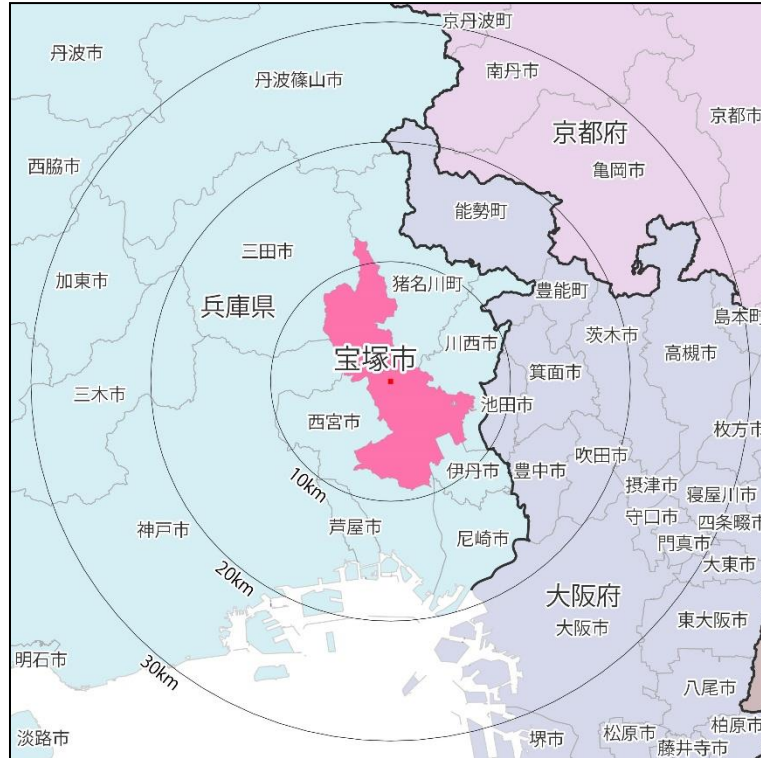 京丹波町
丹波市
南丹市
丹波篠山市
京都市
京都府
西脇市
亀岡市
能勢町
三田市
加東市
猪名川町
豊能町
兵庫県
島本町
茨木市
川西市
高槻市
宝塚市
箕面市
三木市
池田市
西宮市
枚方市
吹田市
伊丹市
豊中市
10km
摂津市
寝屋川市
守口市
四条畷市
神戸市
芦屋市
尼崎市
門真市
大東市
20km
大阪府
大阪市
東大阪市
明石市
30km
八尾市
柏原市
淡路市
堺市
松原市
藤井寺市